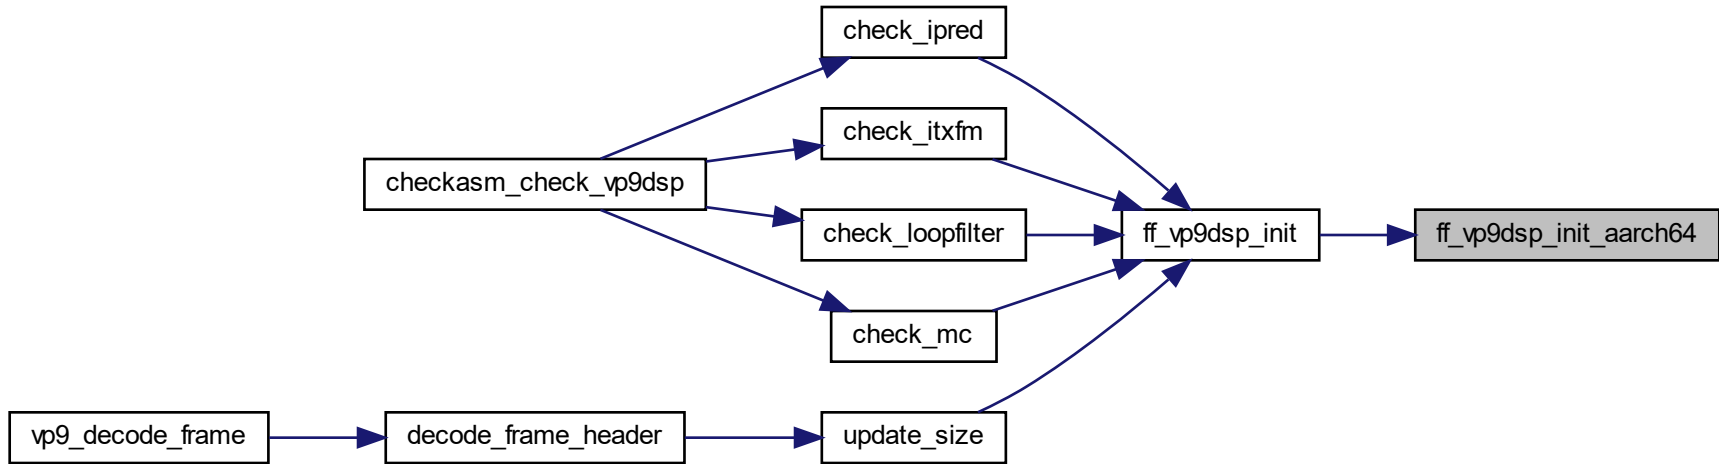 check_ipred
check_itxfm
checkasm_check_vp9dsp
check_loopfilter
ff_vp9dsp_init
ff_vp9dsp_init_aarch64
check_mc
vp9_decode_frame
decode_frame_header
update_size